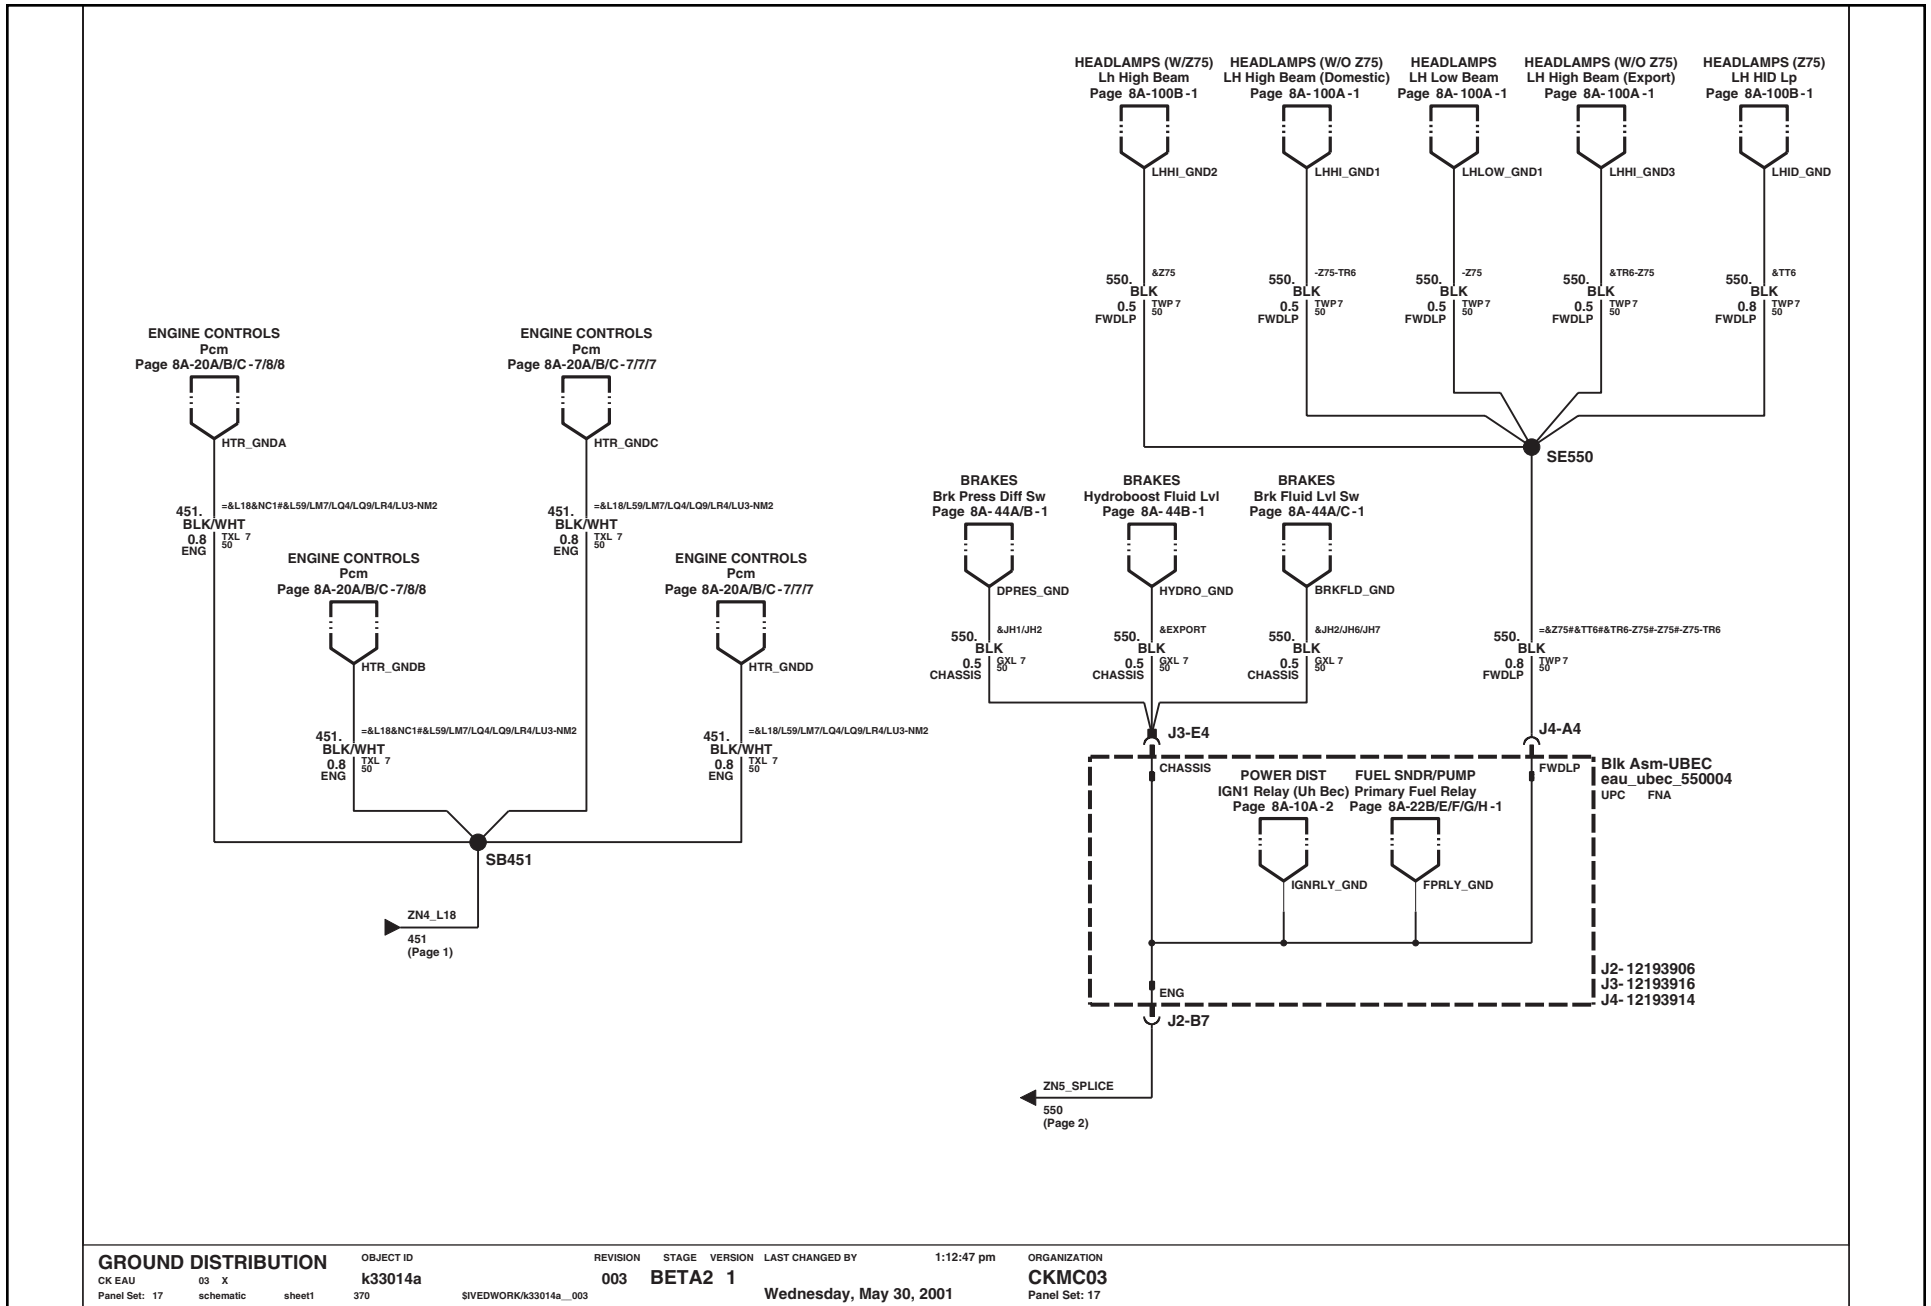 HEADLAMPS (W/Z75)
Lh High Beam
Page 8A-100B-1
HEADLAMPS (W/O Z75)
LH High Beam (Domestic)
Page 8A-100A-1
HEADLAMPS
LH Low Beam
Page 8A-100A-1
HEADLAMPS (W/O Z75)
LH High Beam (Export)
Page 8A-100A-1
HEADLAMPS (Z75)
LH HID Lp
Page 8A-100B-1
LHHI_GND2
LHHI_GND1
LHLOW_GND1
LHHI_GND3
LHID_GND
550.
&Z75
BLK
0.5
TWP 7
50
FWDLP
550.
-Z75-TR6
BLK
0.5
TWP 7
50
FWDLP
550.
-Z75
BLK
0.5
TWP 7
50
FWDLP
550.
&TR6-Z75
BLK
0.5
TWP 7
50
FWDLP
550.
&TT6
BLK
0.8
TWP 7
50
FWDLP
SE550
ENGINE CONTROLS
Pcm
Page 8A-20A/B/C-7/8/8
HTR_GNDA
451.
=&L18&NC1#&L59/LM7/LQ4/LQ9/LR4/LU3-NM2
BLK/WHT
0.8
TXL 7
50
ENG
ENGINE CONTROLS
Pcm
Page 8A-20A/B/C-7/7/7
HTR_GNDC
451.
=&L18/L59/LM7/LQ4/LQ9/LR4/LU3-NM2
BLK/WHT
0.8
TXL 7
50
ENG
ENGINE CONTROLS
Pcm
Page 8A-20A/B/C-7/8/8
HTR_GNDB
451.
=&L18&NC1#&L59/LM7/LQ4/LQ9/LR4/LU3-NM2
BLK/WHT
0.8
TXL 7
50
ENG
ENGINE CONTROLS
Pcm
Page 8A-20A/B/C-7/7/7
HTR_GNDD
451.
=&L18/L59/LM7/LQ4/LQ9/LR4/LU3-NM2
BLK/WHT
0.8
TXL 7
50
ENG
SB451
ZN4_L18
451
(Page 1)
BRAKES
Brk Press Diff Sw
Page 8A-44A/B-1
DPRES_GND
550.
&JH1/JH2
BLK
0.5
GXL 7
50
CHASSIS
BRAKES
Hydroboost Fluid Lvl
Page 8A-44B-1
HYDRO_GND
550.
&EXPORT
BLK
0.5
GXL 7
50
CHASSIS
BRAKES
Brk Fluid Lvl Sw
Page 8A-44A/C-1
BRKFLD_GND
550.
&JH2/JH6/JH7
BLK
0.5
GXL 7
50
CHASSIS
550.
=&Z75#&TT6#&TR6-Z75#-Z75#-Z75-TR6
BLK
0.8
TWP 7
50
FWDLP
J3-E4
J4-A4
CHASSIS
FWDLP
Blk Asm-UBEC
eau_ubec_550004
UPC FNA
POWER DIST
IGN1 Relay (Uh Bec)
Page 8A-10A-2
FUEL SNDR/PUMP
Primary Fuel Relay
Page 8A-22B/E/F/G/H-1
IGNRLY_GND
FPRLY_GND
J2-12193906
J3-12193916
J4-12193914
ENG
J2-B7
ZN5_SPLICE
550
(Page 2)
GROUND DISTRIBUTION
CK EAU 03 X
Panel Set: 17 schematic sheet1
OBJECT ID
k33014a
370
$IVEDWORK/k33014a__003
REVISION
003
STAGE VERSION
BETA2 1
LAST CHANGED BY
1:12:47 pm
Wednesday, May 30, 2001
ORGANIZATION
CKMC03
Panel Set: 17